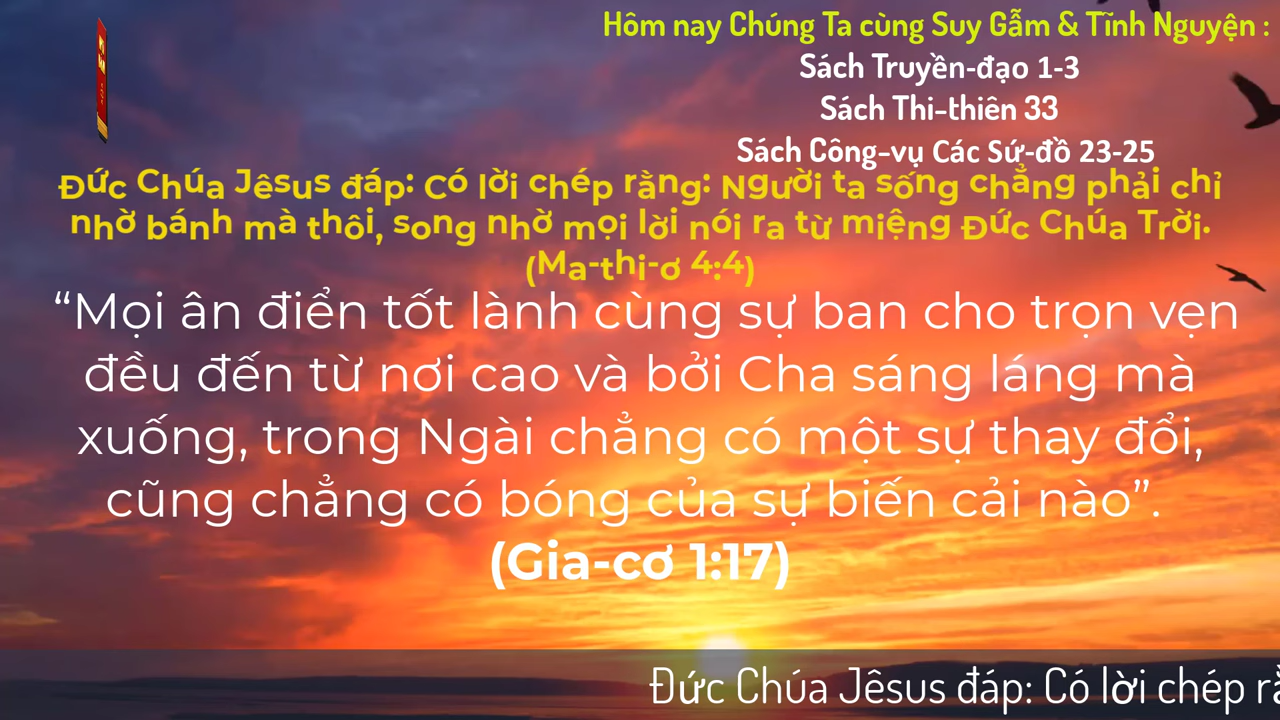 Hôm nay Chúng Ta cùng Suy Gẫm & Tĩnh Nguyện :
Sách Truyền-đạo 1-3
Sách Thi-thiên 33
Sách Công-vụ Các Sứ-đồ 23-25
Đức Chúa Jêsus đáp: Có lời chép rằng: Người ta sống chẳng phải chỉ
nhờ bánh mà thôi, song nhờ mọi lời nói ra từ miệng Đức Chúa Trời.
(Ma-thi-ơ 4:4)
“Mọi ân điển tốt lành cùng sự ban cho trọn vẹn
đều đến từ nơi cao và bởi Cha sáng láng mà
xuống, trong Ngài chẳng có một sự thay đổi,
cũng chẳng có bóng của sự biến cải nào”.
(Gia-cơ 1:17)
Đức Chúa Jêsus đáp: Có lời chép rằ